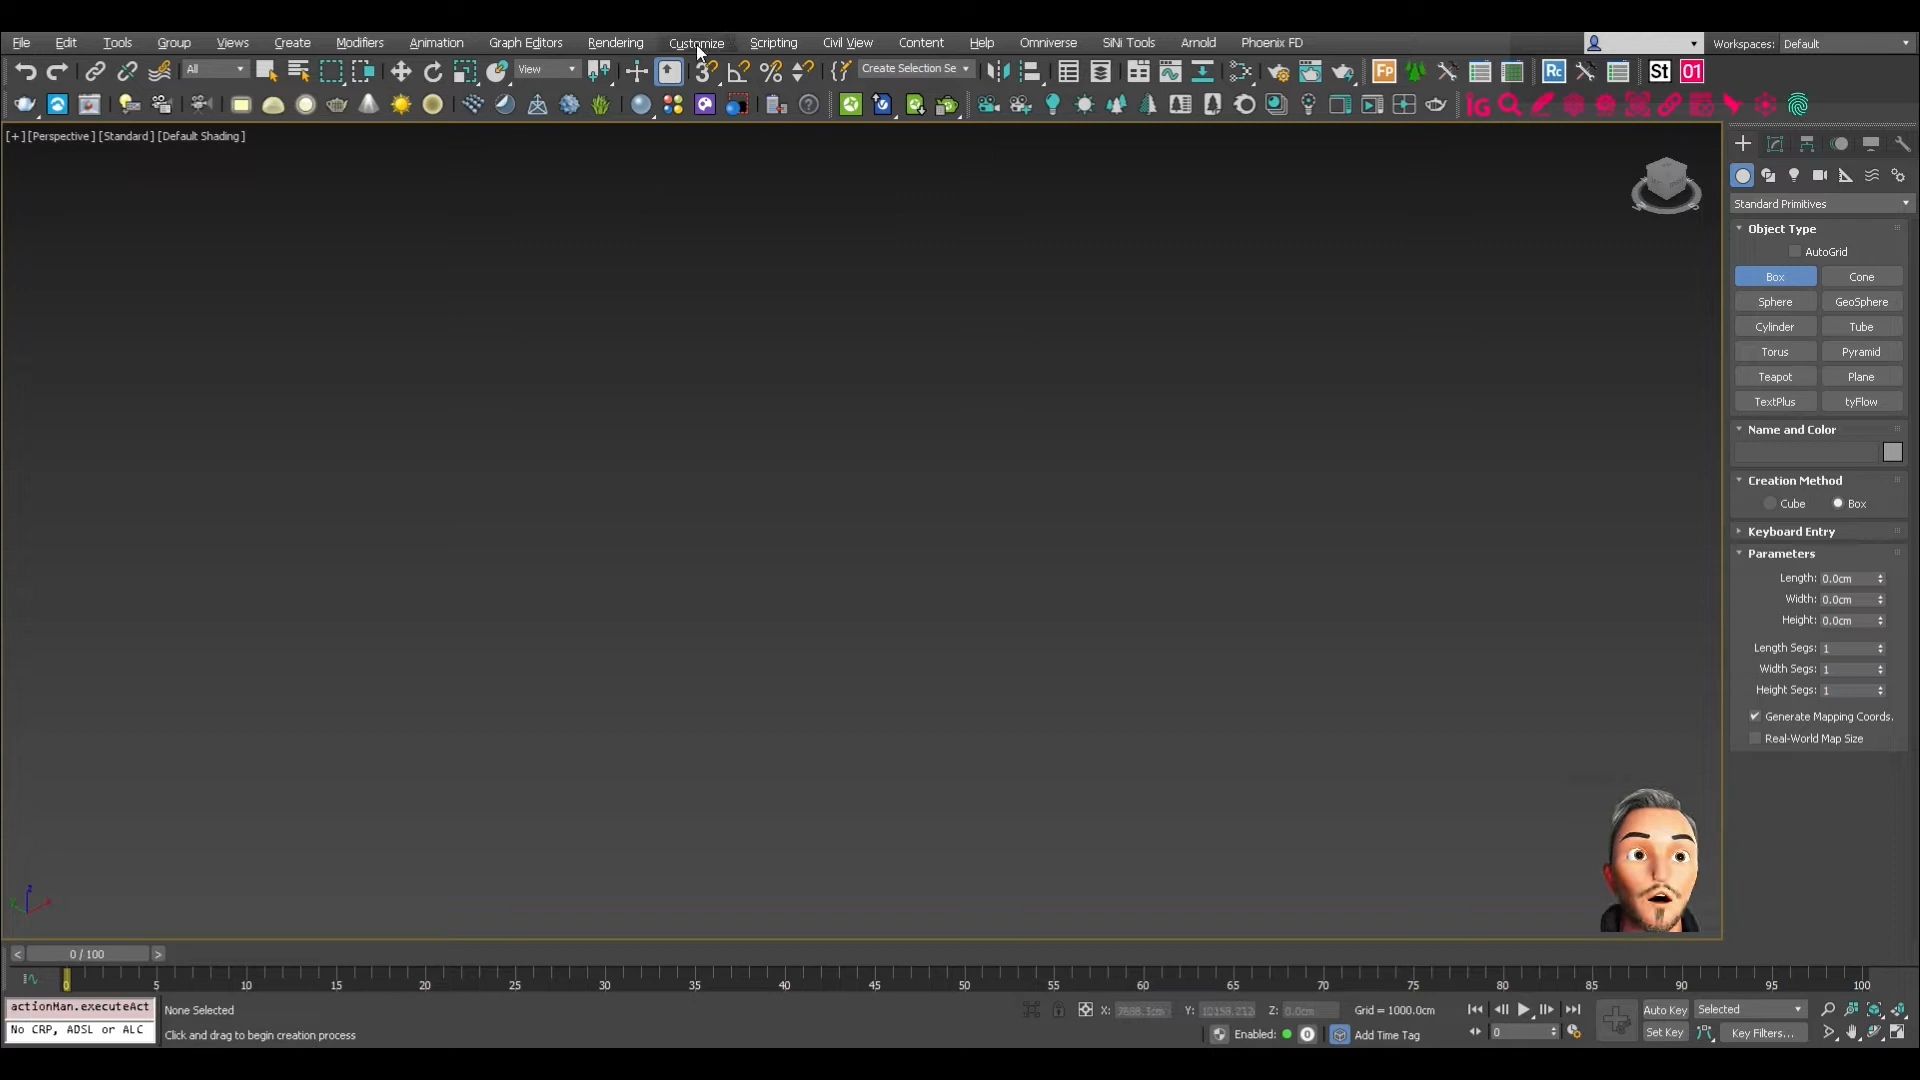 File Edit Tools Group Views Create Modifiers Animation Graph Editors Rendering Customize Scripting Civil View Content Help Omniverse SiNi Tools Arnold Phoenix FD Workspaces: Default
All View 3 Create Selection Se Fp Rc St 01
iG
[+] [Perspective] [Standard] [Default Shading]
Standard Primitives
Object Type
AutoGrid
Box Cone
Sphere GeoSphere
Cylinder Tube
Torus Pyramid
Teapot Plane
TextPlus tyFlow
Name and Color
Creation Method
Cube Box
Keyboard Entry
Parameters
Length: 0.0cm
Width: 0.0cm
Height: 0.0cm
Length Segs: 1
Width Segs: 1
Height Segs: 1
Generate Mapping Coords.
Real-World Map Size
< 0 / 100 >
0 5 10 15 20 25 30 35 40 45 50 55 60 65 70 75 80 85 90 95 100
actionMan.executeAct None Selected X: Y: Z: 0.0cm Grid = 1000.0cm Auto Key Selected
No CRP, ADSL or ALC Click and drag to begin creation process Enabled: Add Time Tag 0 Set Key Key Filters...